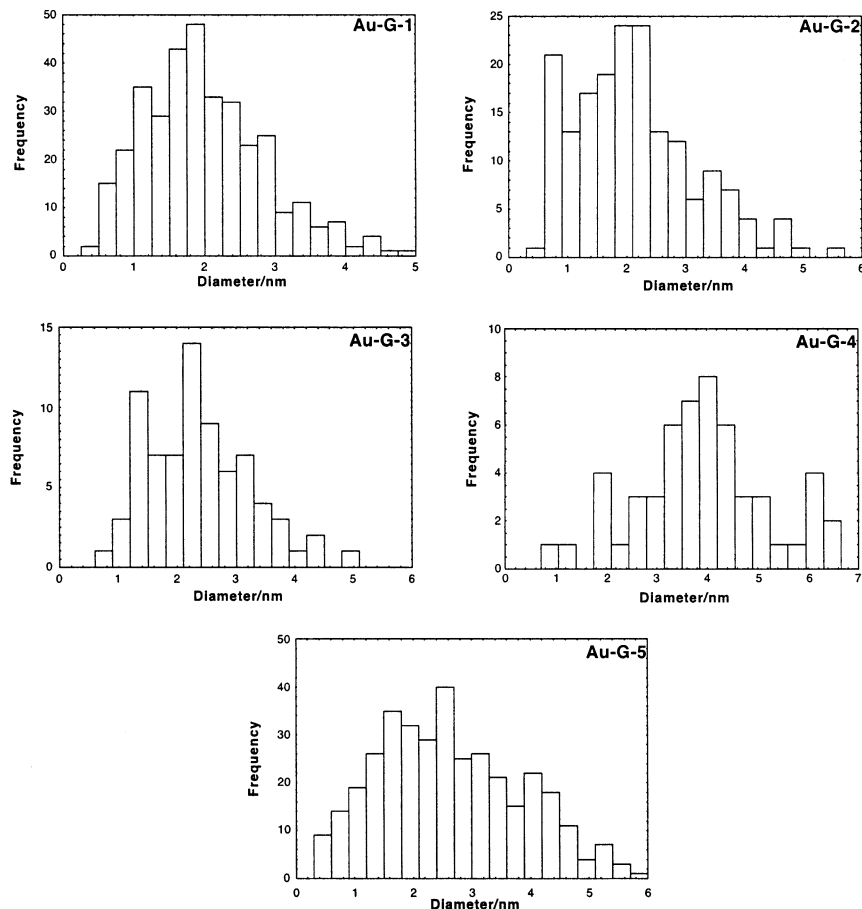 Au-G-1
50
40
30
20
10
0
Frequency
0 1 2 3 4 5
Diameter/nm
Au-G-2
25
20
15
10
5
0
Frequency
0 1 2 3 4 5 6
Diameter/nm
Au-G-3
15
10
5
0
Frequency
0 1 2 3 4 5 6
Diameter/nm
Au-G-4
10
8
6
4
2
0
Frequency
0 1 2 3 4 5 6 7
Diameter/nm
Au-G-5
50
40
30
20
10
0
Frequency
0 1 2 3 4 5 6
Diameter/nm